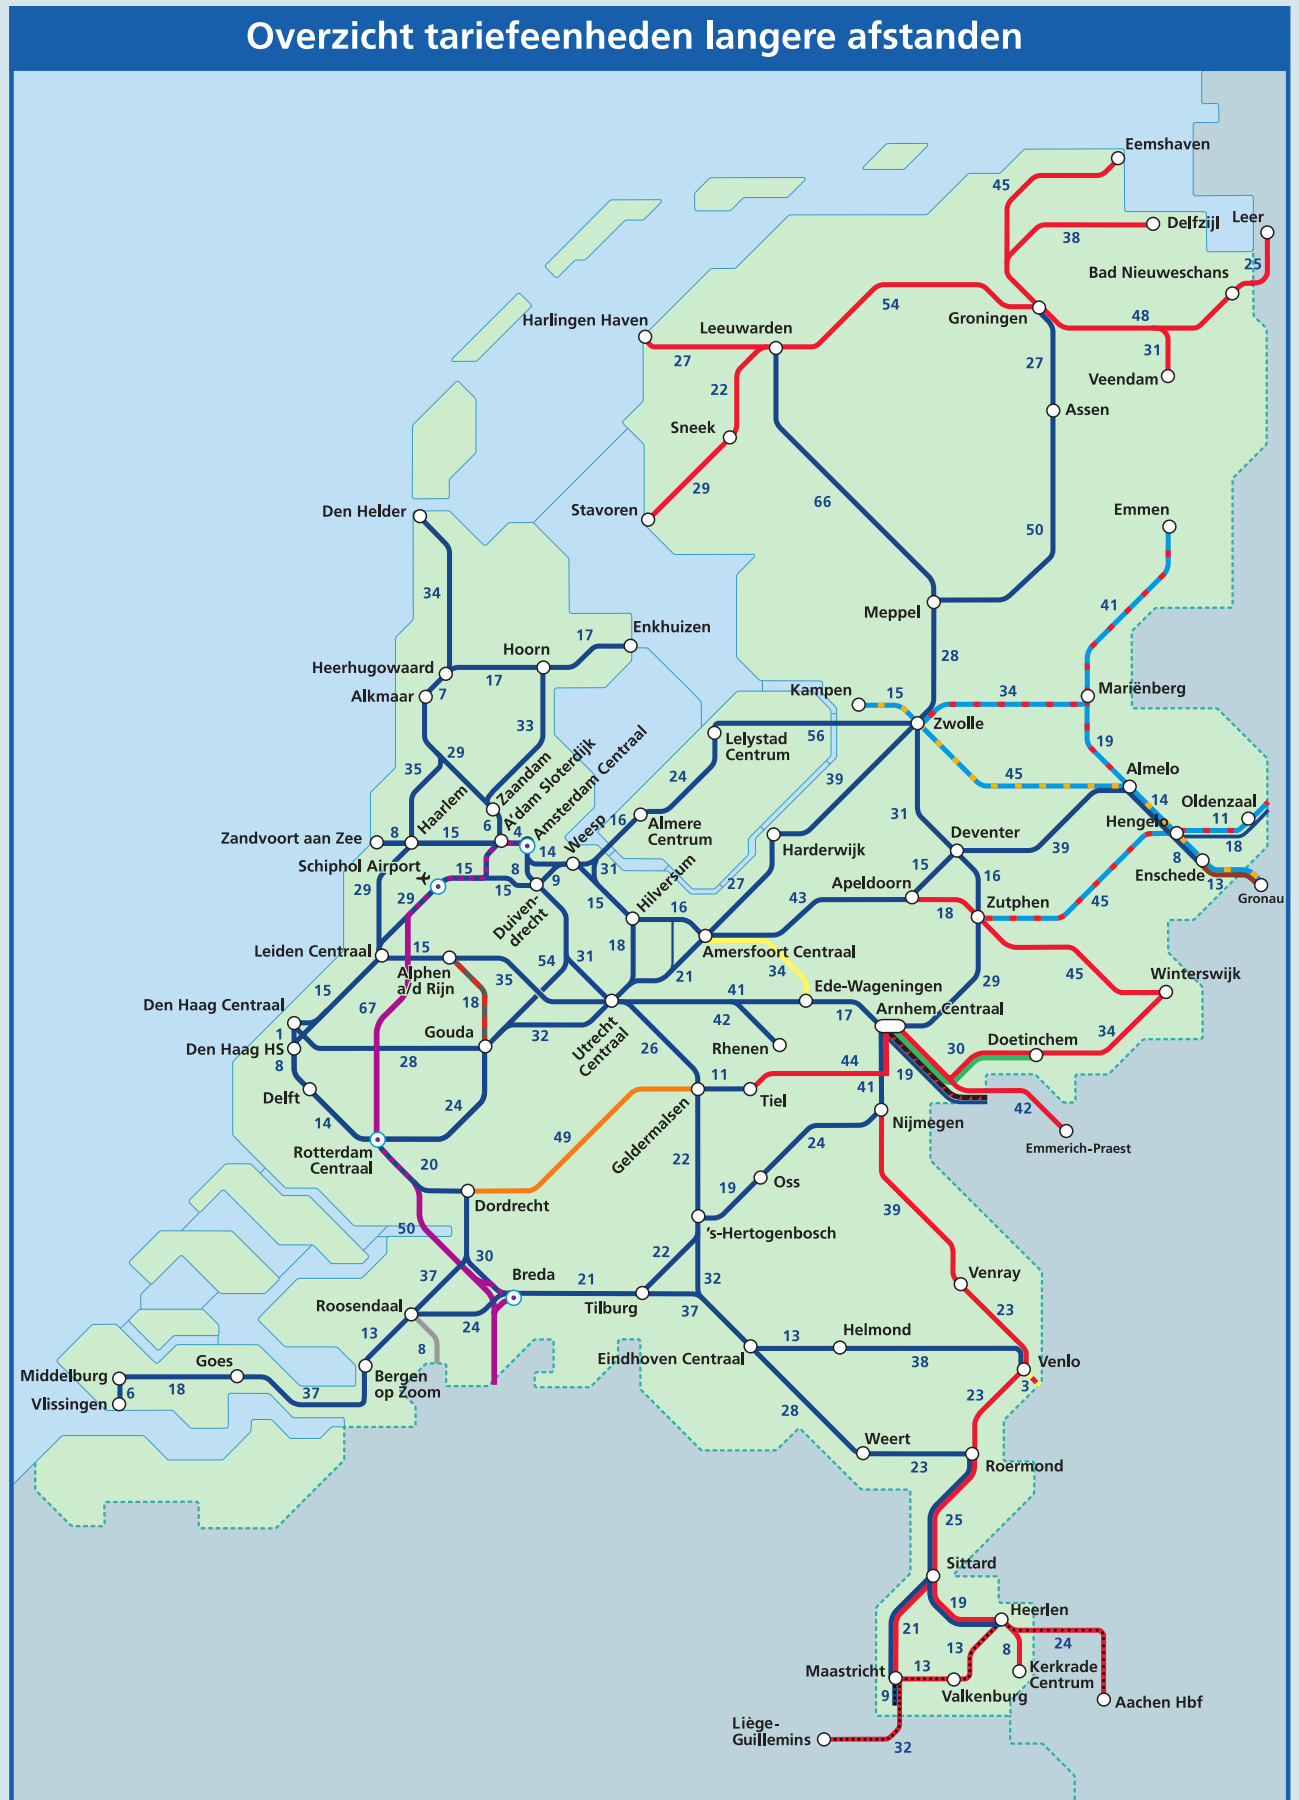 Overzicht tariefeenheden langere afstanden
Eemshaven
45
Delfzijl
Leer
38
25
Bad Nieuweschans
54
Groningen
48
Harlingen Haven
Leeuwarden
27
31
27
22
Veendam
Sneek
Assen
29
66
Stavoren
50
Emmen
Den Helder
34
41
Meppel
Enkhuizen
17
Hoorn
28
Heerhugowaard
17
Alkmaar
7
Kampen
15
34
Mariënberg
33
Zwolle
Lelystad
Centrum
56
19
29
35
24
39
45
Almelo
Zaandam
A'dam Sloterdijk
Amsterdam Centraal
14
Oldenzaal
Haarlem
6
4
16
Almere
Centrum
31
Hengelo
11
18
Zandvoort aan Zee
8
15
14
Weesp
Harderwijk
Deventer
39
8
Schiphol Airport
15
8
31
15
Enschede
13
15
9
Hilversum
27
Apeldoorn
16
Gronau
29
29
15
43
Zutphen
45
Duiven-
drecht
16
18
Leiden Centraal
15
18
Amersfoort Centraal
Alphen
a/d Rijn
54
31
21
34
45
Winterswijk
35
29
15
41
Ede-Wageningen
Den Haag Centraal
67
18
17
Arnhem Centraal
1
Gouda
32
Utrecht
Centraal
42
34
Den Haag HS
28
26
Rhenen
Doetinchem
8
44
30
11
19
Delft
Tiel
41
14
24
42
Nijmegen
49
Geldermalsen
24
Emmerich-Praest
Rotterdam
Centraal
20
22
19
Oss
Dordrecht
39
50
's-Hertogenbosch
30
22
37
Breda
21
32
Venray
Roosendaal
Tilburg
37
23
24
13
8
13
Helmond
Goes
Eindhoven Centraal
38
Venlo
Middelburg
Bergen
op Zoom
3
6
18
37
23
Vlissingen
28
Weert
23
Roermond
25
Sittard
19
Heerlen
21
13
8
24
Maastricht
13
Kerkrade
Centrum
9
Valkenburg
Aachen Hbf
Liège-
Guillemins
32